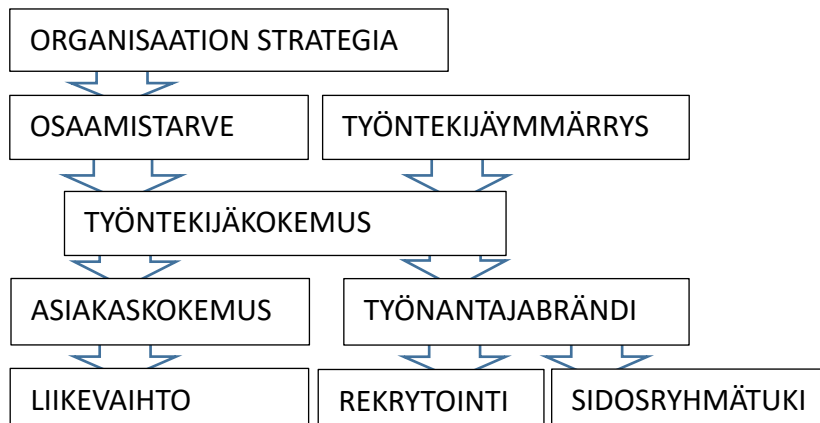 ORGANISAATION STRATEGIA
OSAAMISTARVE
TYÖNTEKIJÄYMMÄRRYS
TYÖNTEKIJÄKOKEMUS
ASIAKASKOKEMUS
TYÖNANTAJABRÄNDI
LIIKEVAIHTO
REKRYTOINTI
SIDOSRYHMÄTUKI